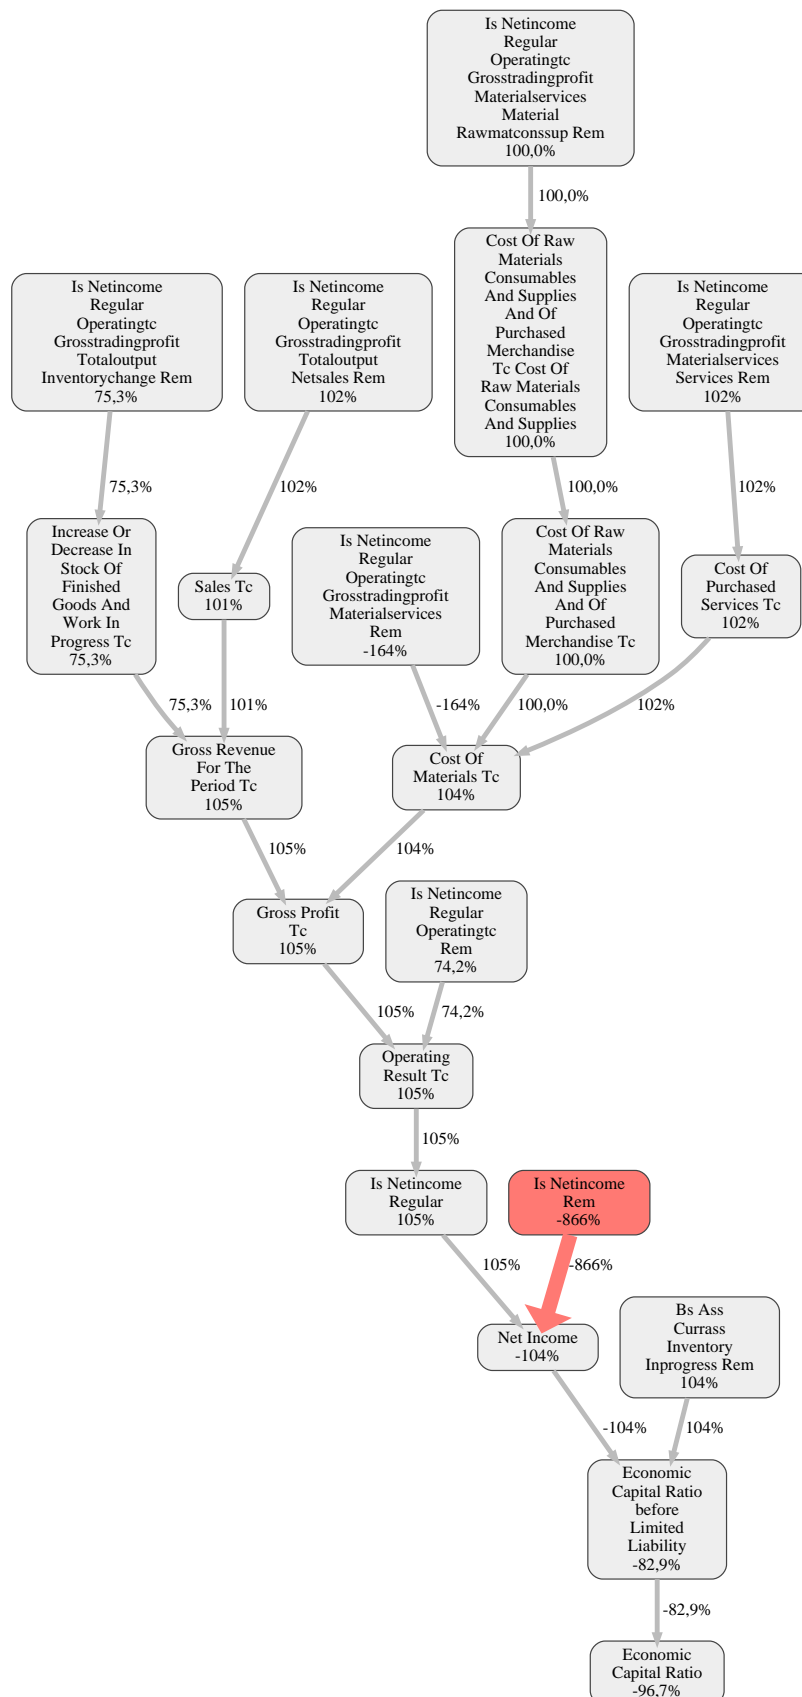 Is Netincome
Regular
Operatingtc
Grosstradingprofit
Materialservices
Material
Rawmatconssup Rem
100,0%
100,0%
Cost Of Raw
Materials
Consumables
And Supplies
And Of
Purchased
Merchandise
Tc Cost Of
Raw Materials
Consumables
And Supplies
100,0%
Is Netincome
Regular
Operatingtc
Grosstradingprofit
Totaloutput
Inventorychange Rem
75,3%
Is Netincome
Regular
Operatingtc
Grosstradingprofit
Totaloutput
Netsales Rem
102%
Is Netincome
Regular
Operatingtc
Grosstradingprofit
Materialservices
Services Rem
102%
75,3%
102%
100,0%
102%
Increase Or
Decrease In
Stock Of
Finished
Goods And
Work In
Progress Tc
75,3%
Sales Tc
101%
Is Netincome
Regular
Operatingtc
Grosstradingprofit
Materialservices
Rem
-164%
Cost Of Raw
Materials
Consumables
And Supplies
And Of
Purchased
Merchandise Tc
100,0%
Cost Of
Purchased
Services Tc
102%
75,3%
101%
-164%
100,0%
102%
Gross Revenue
For The
Period Tc
105%
Cost Of
Materials Tc
104%
105%
104%
Gross Profit
Tc
105%
Is Netincome
Regular
Operatingtc
Rem
74,2%
105%
74,2%
Operating
Result Tc
105%
105%
Is Netincome
Regular
105%
Is Netincome
Rem
-866%
105%
-866%
Net Income
-104%
Bs Ass
Currass
Inventory
Inprogress Rem
104%
-104%
104%
Economic
Capital Ratio
before
Limited
Liability
-82,9%
-82,9%
Economic
Capital Ratio
-96,7%